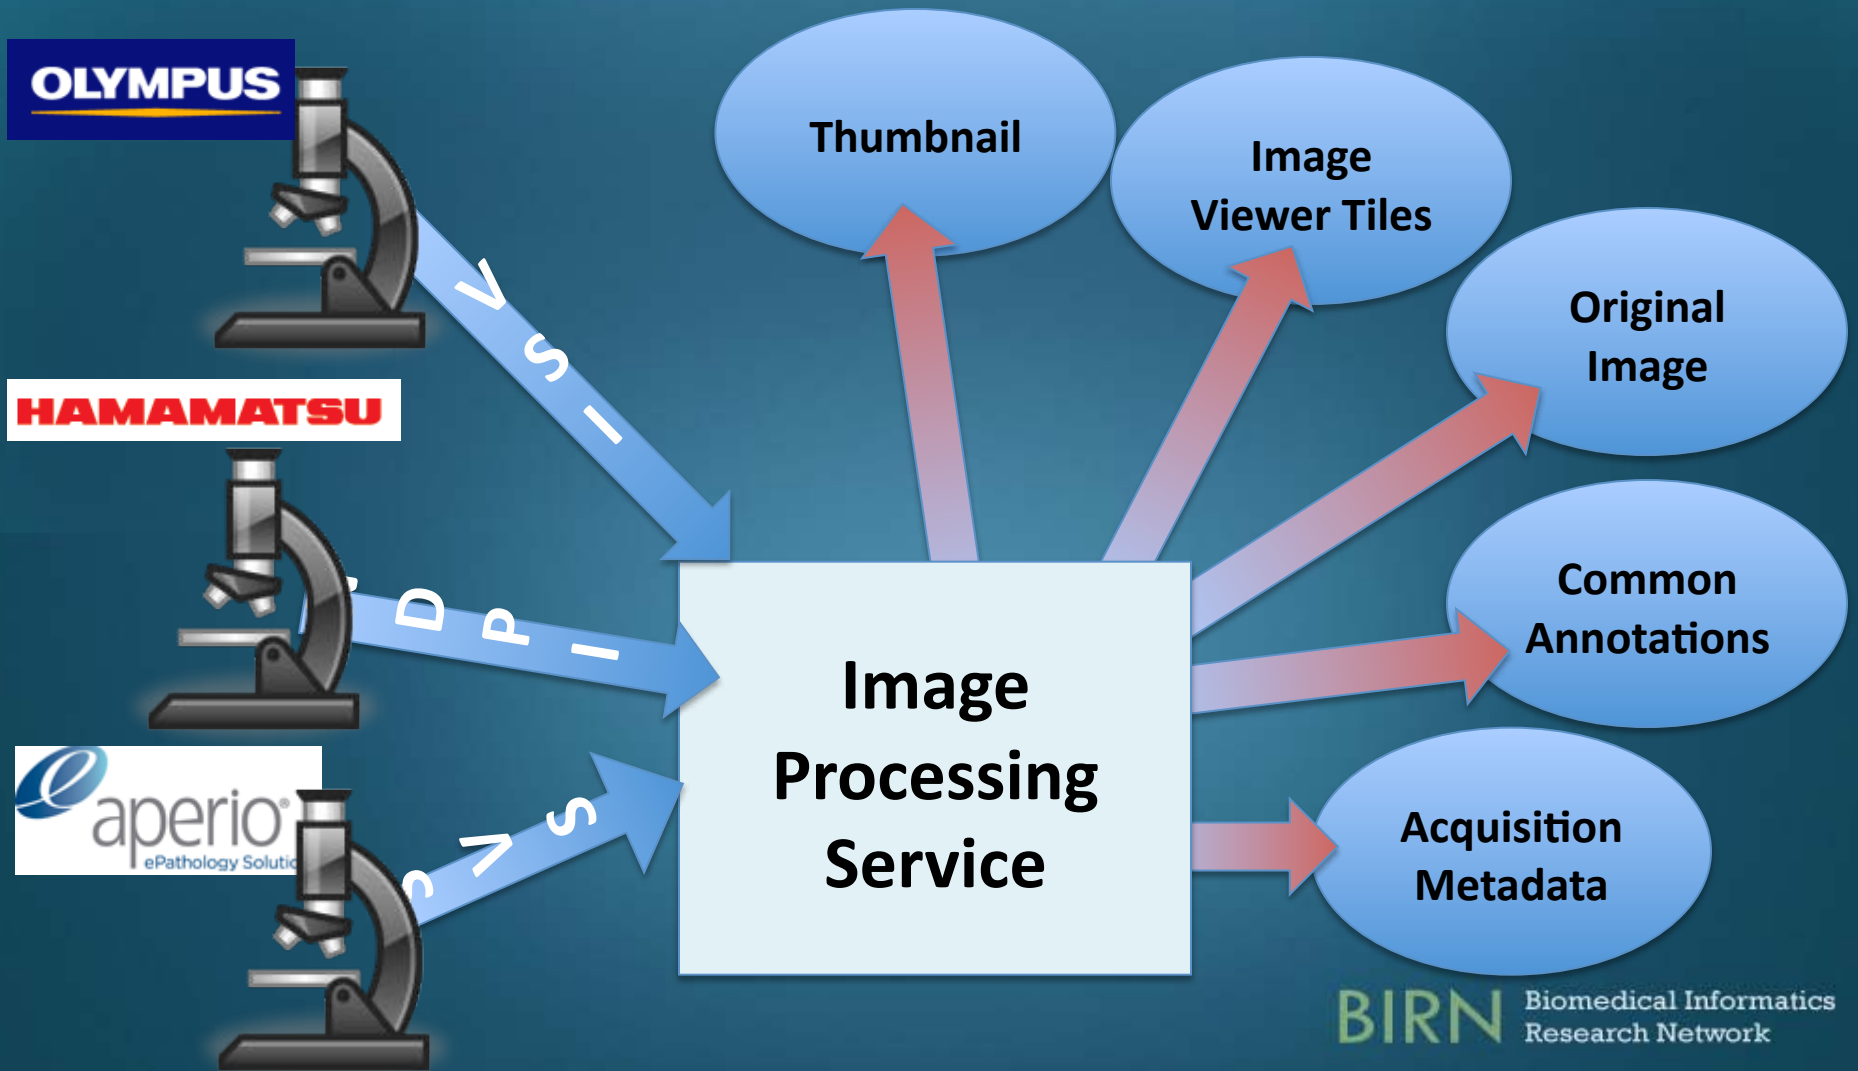 OLYMPUS
VSI
HAMAMATSU
DPI
aperio®
ePathology
SVS
Thumbnail
Image
Viewer Tiles
Original
Image
Common
Annotations
Acquisition
Metadata
Image
Processing
Service
BIRN
Biomedical Informatics
Research Network